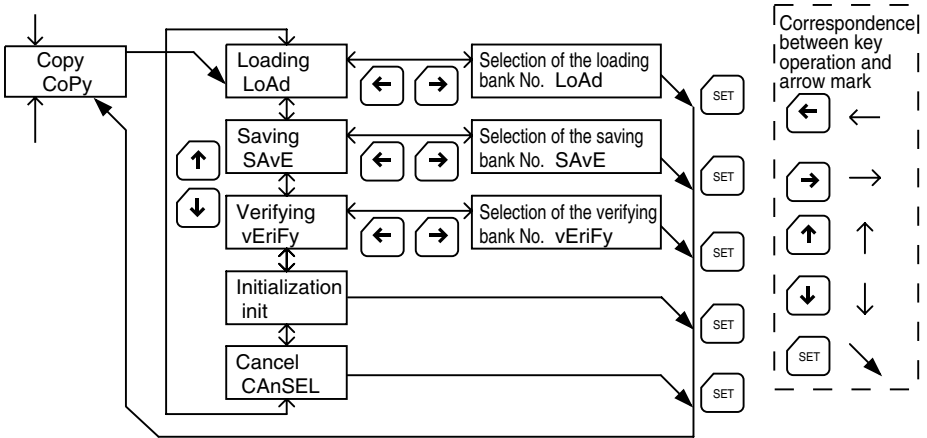 Copy
CoPy
Loading
LoAd
Selection of the loading
bank No. LoAd
SET
Saving
SAvE
Selection of the saving
bank No. SAvE
SET
Verifying
vEriFy
Selection of the verifying
bank No. vEriFy
SET
Initialization
init
SET
Cancel
CAnSEL
SET
Correspondence
between key
operation and
arrow mark
SET